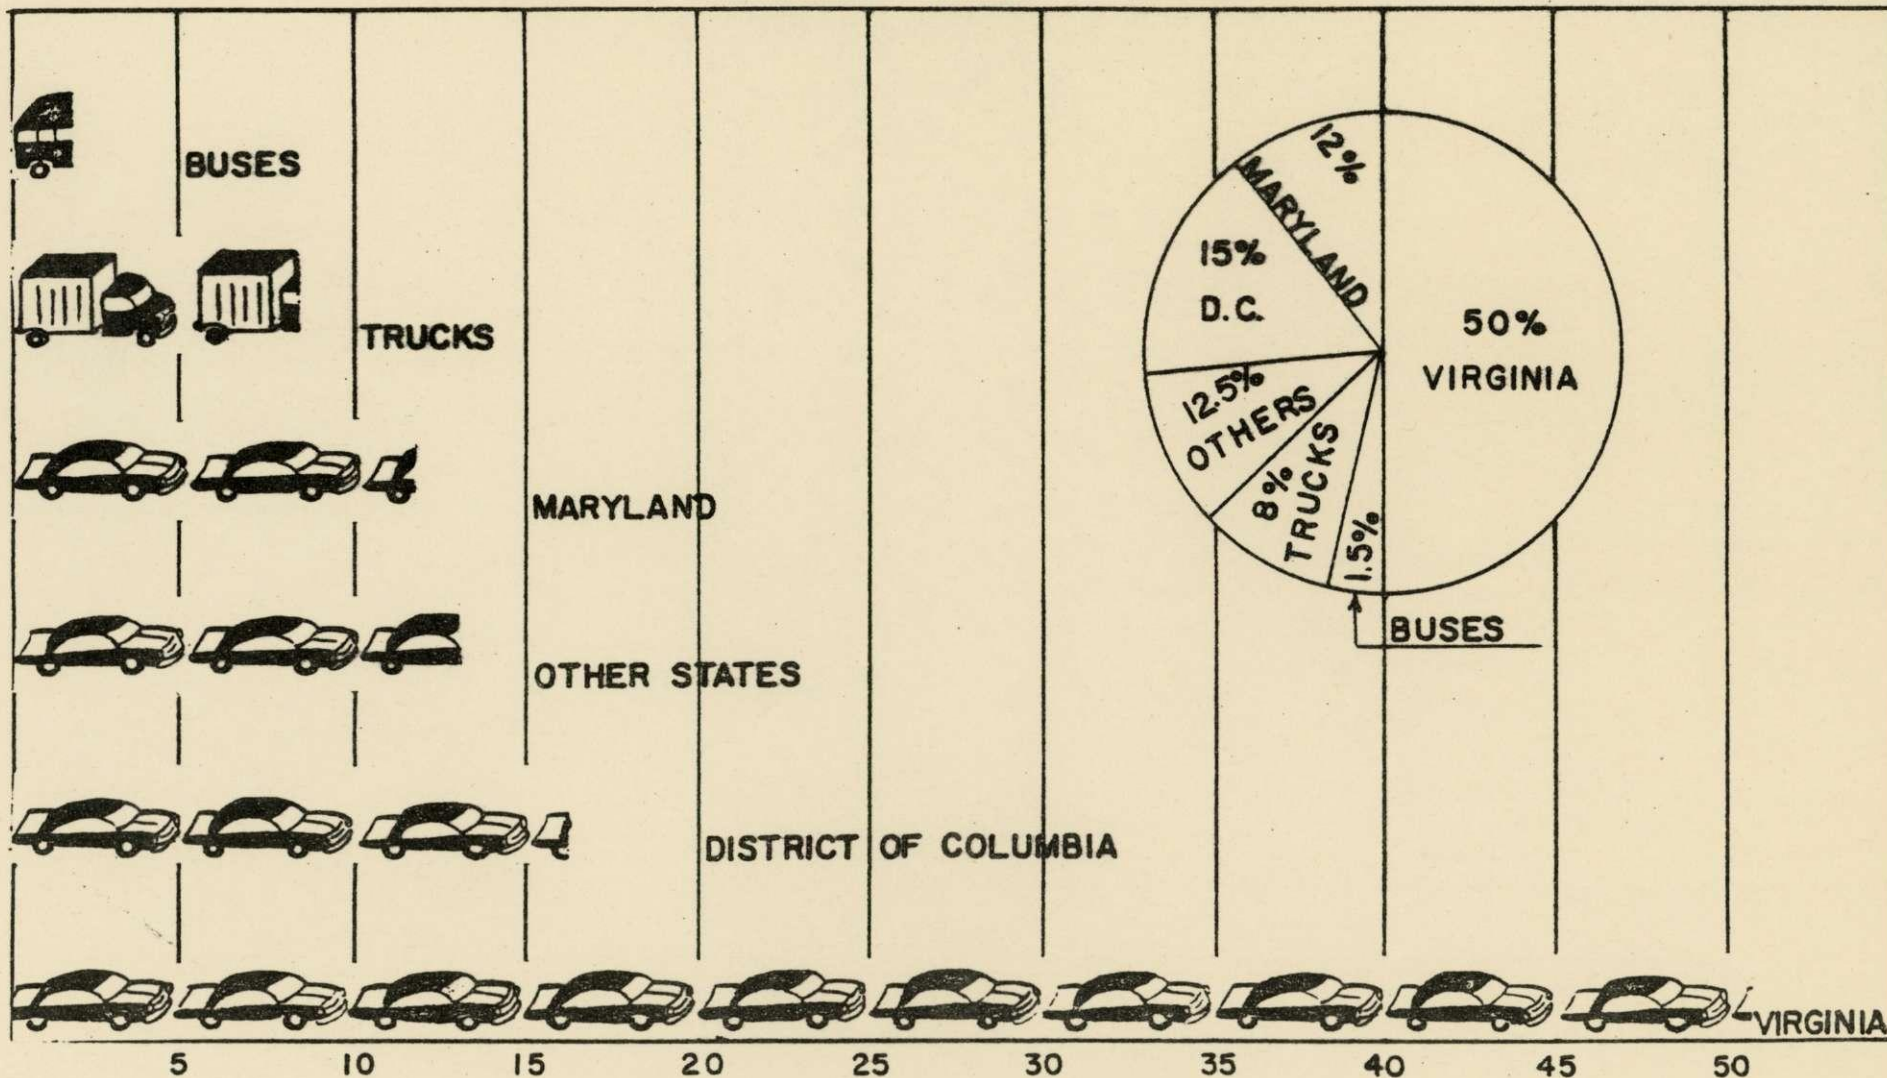 BUSES
TRUCKS
MARYLAND
OTHER STATES
DISTRICT OF COLUMBIA
VIRGINIA
5 10 15 20 25 30 35 40 45 50
12%
MARYLAND
15%
D.C.
12.5%
OTHERS
8%
TRUCKS
1.5%
BUSES
50%
VIRGINIA